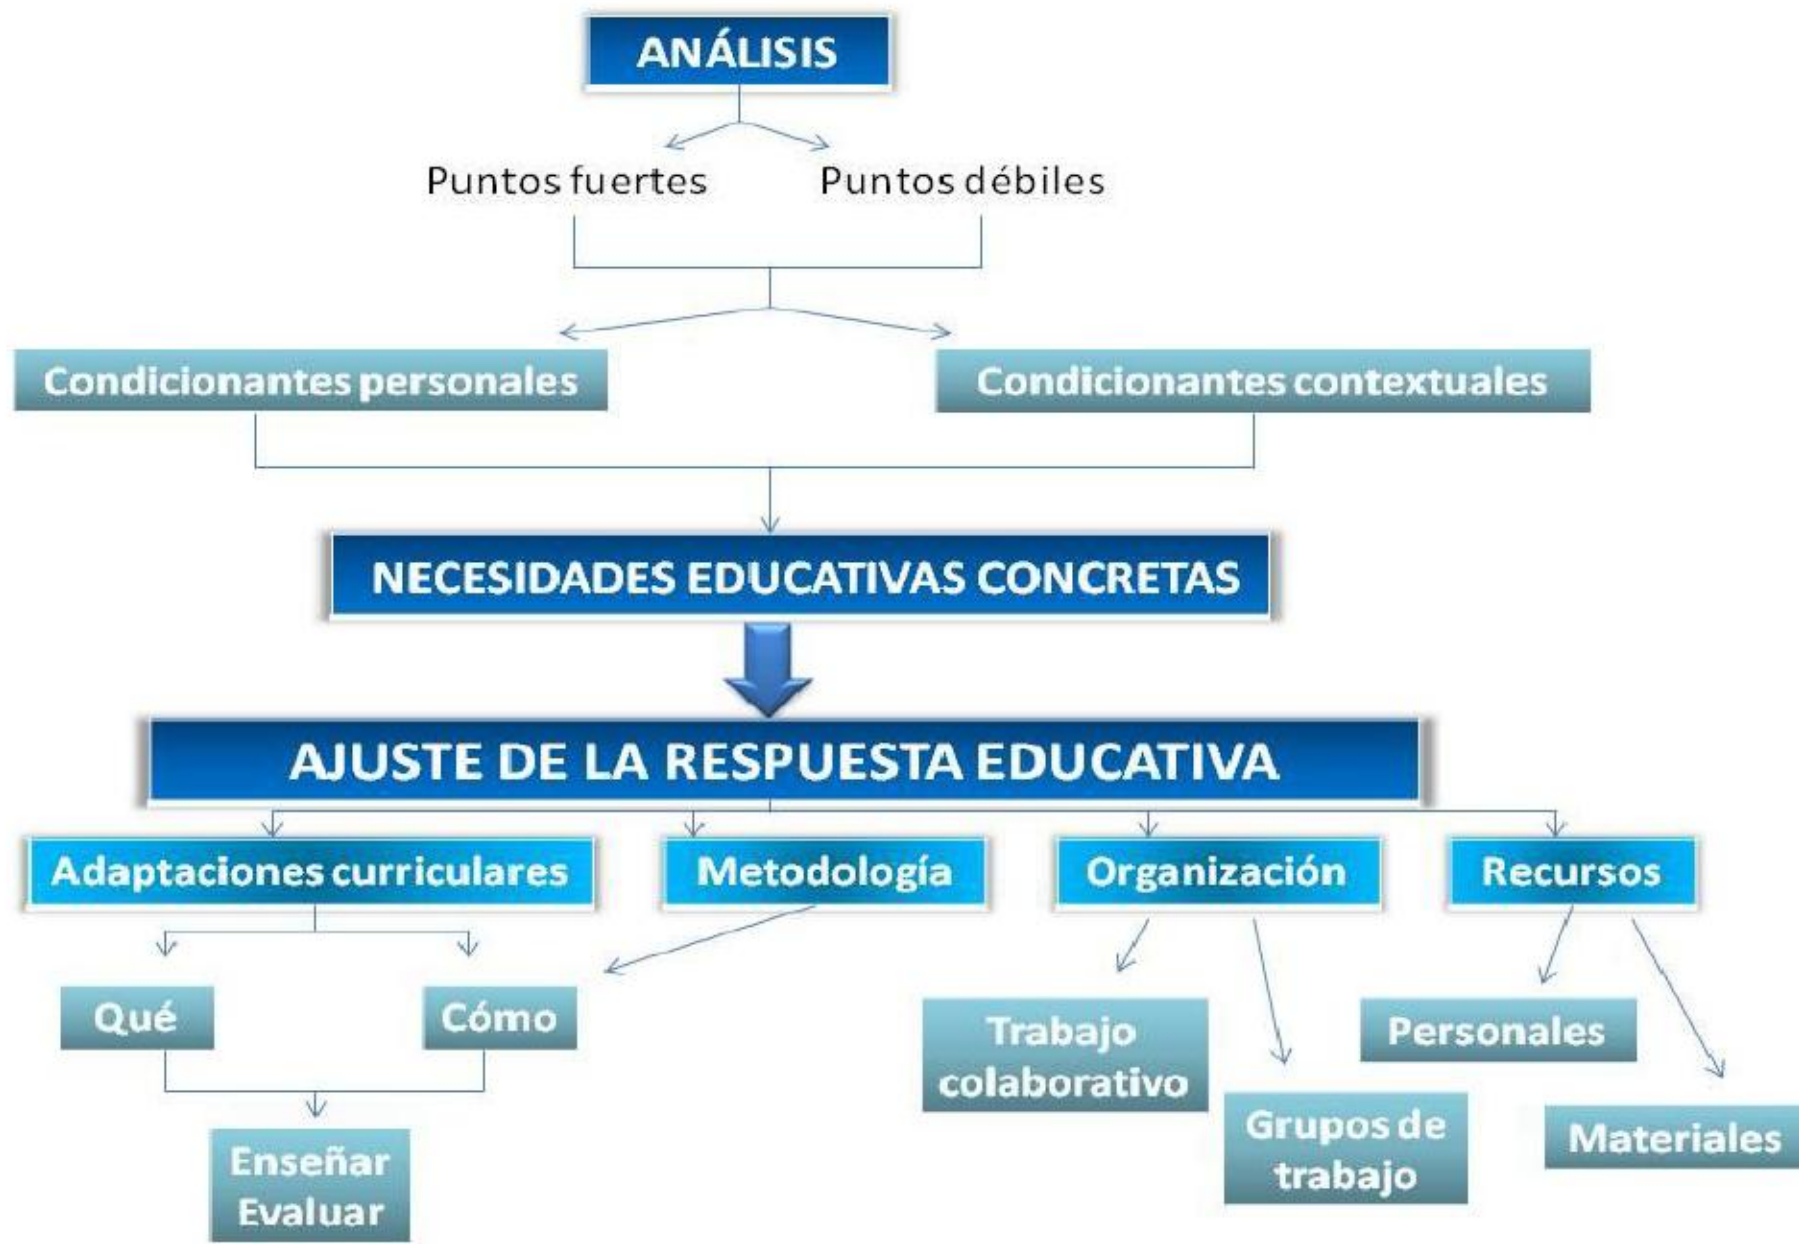 ANÁLISIS
Puntos fuertes
Puntos débiles
Condicionantes personales
Condicionantes contextuales
NECESIDADES EDUCATIVAS CONCRETAS
AJUSTE DE LA RESPUESTA EDUCATIVA
Adaptaciones curriculares
Metodología
Organización
Recursos
Qué
Cómo
Trabajo
colaborativo
Personales
Grupos de
trabajo
Materiales
Enseñar
Evaluar